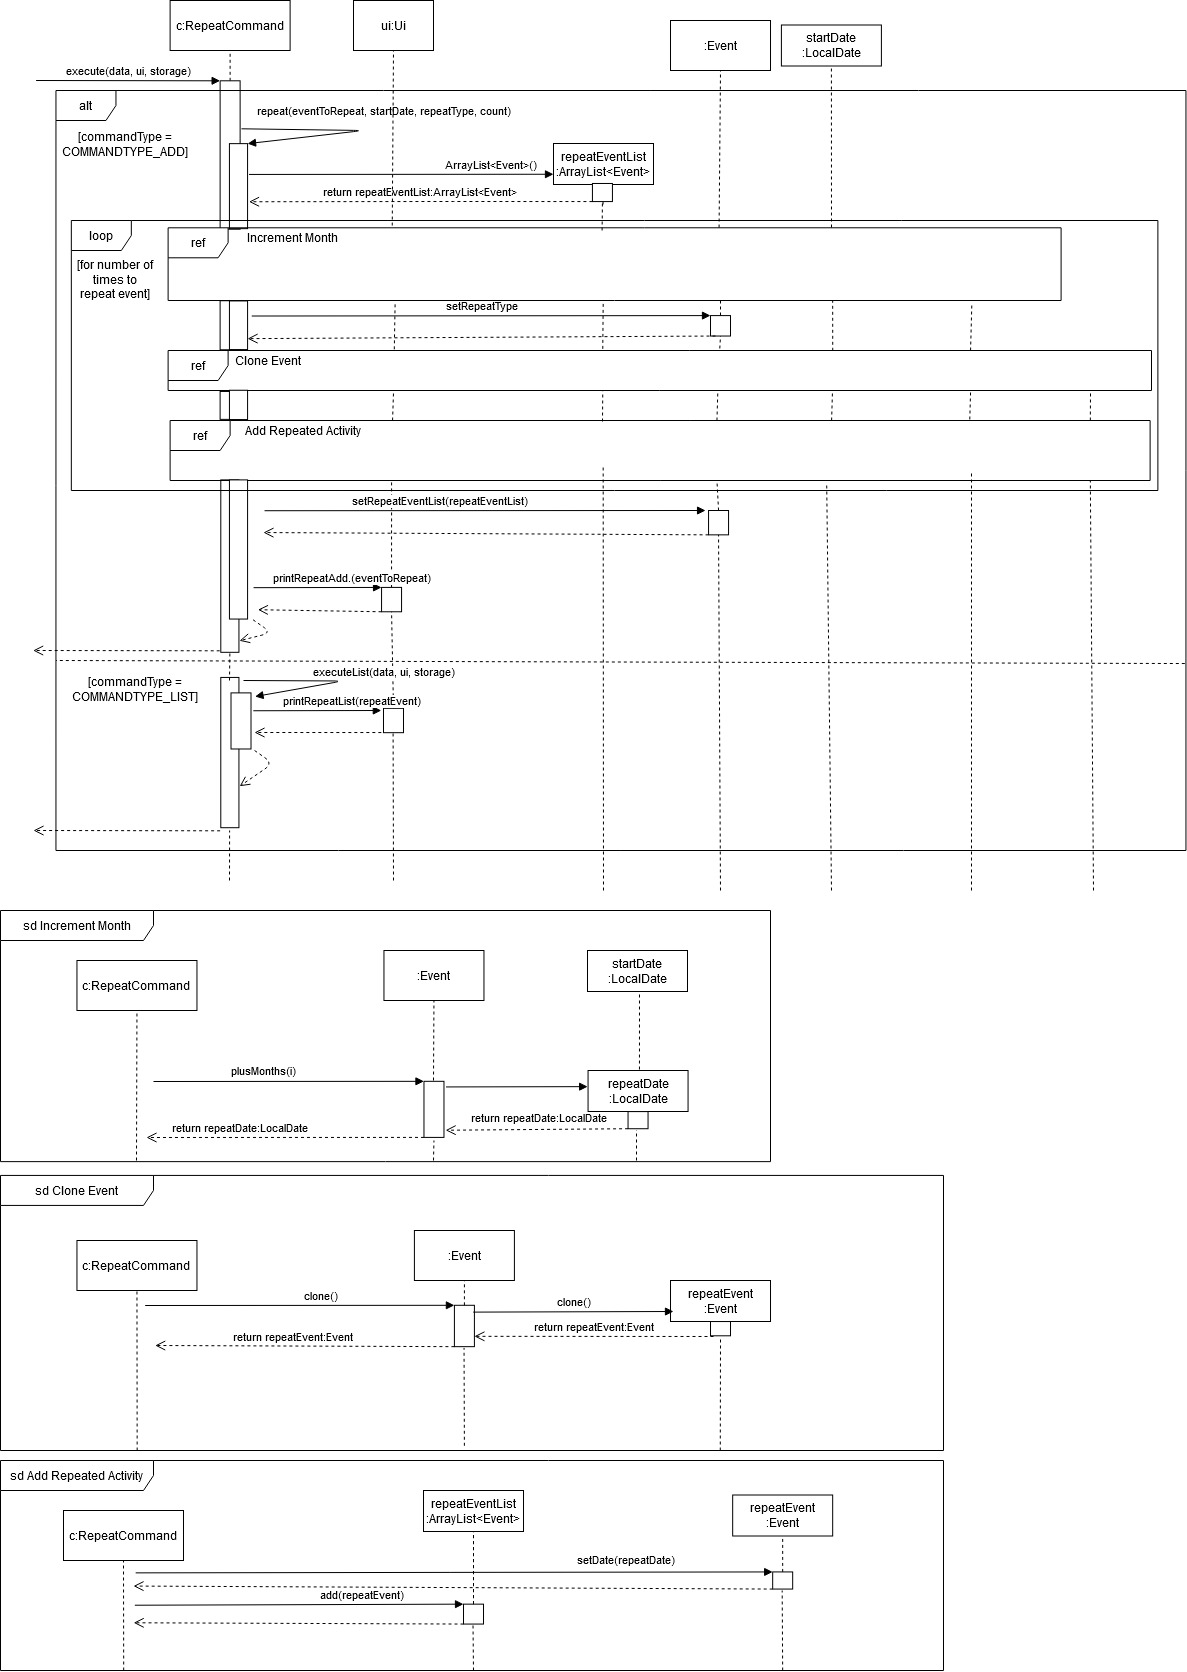 c:RepeatCommand
ui:Ui
:Event
startDate
:LocalDate
execute(data, ui, storage)
alt
[commandType =
COMMANDTYPE_ADD]
repeat(eventToRepeat, startDate, repeatType, count)
ArrayList<Event>()
repeatEventList
:ArrayList<Event>
return repeatEventList:ArrayList<Event>
loop
[for number of
times to
repeat event]
ref
Increment Month
setRepeatType
ref
Clone Event
ref
Add Repeated Activity
setRepeatEventList(repeatEventList)
printRepeatAdd.(eventToRepeat)
[commandType =
COMMANDTYPE_LIST]
executeList(data, ui, storage)
printRepeatList(repeatEvent)
sd Increment Month
c:RepeatCommand
:Event
startDate
:LocalDate
plusMonths(i)
repeatDate
:LocalDate
return repeatDate:LocalDate
return repeatDate:LocalDate
sd Clone Event
c:RepeatCommand
:Event
repeatEvent
:Event
clone()
clone()
return repeatEvent:Event
return repeatEvent:Event
sd Add Repeated Activity
c:RepeatCommand
repeatEventList
:ArrayList<Event>
repeatEvent
:Event
setDate(repeatDate)
add(repeatEvent)